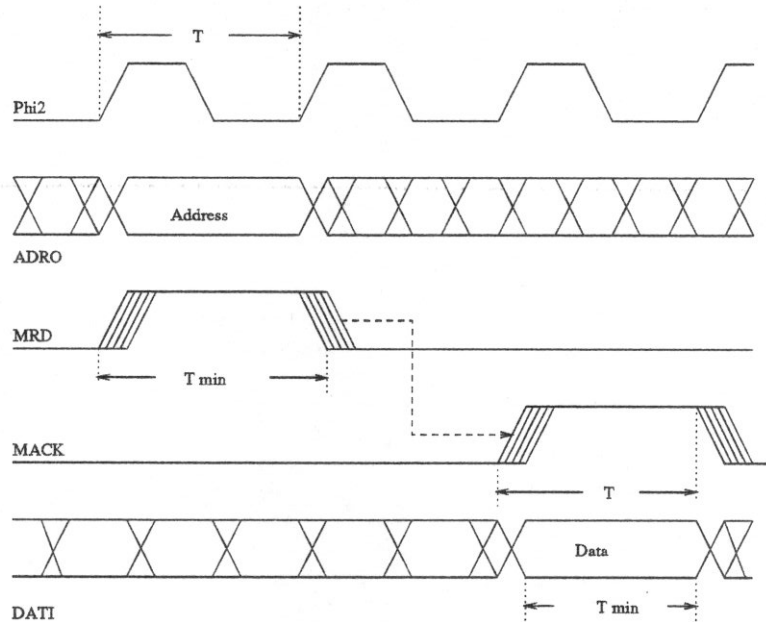 T
Phi2
Address
ADRO
MRD
T min
MACK
T
Data
T min
DATI